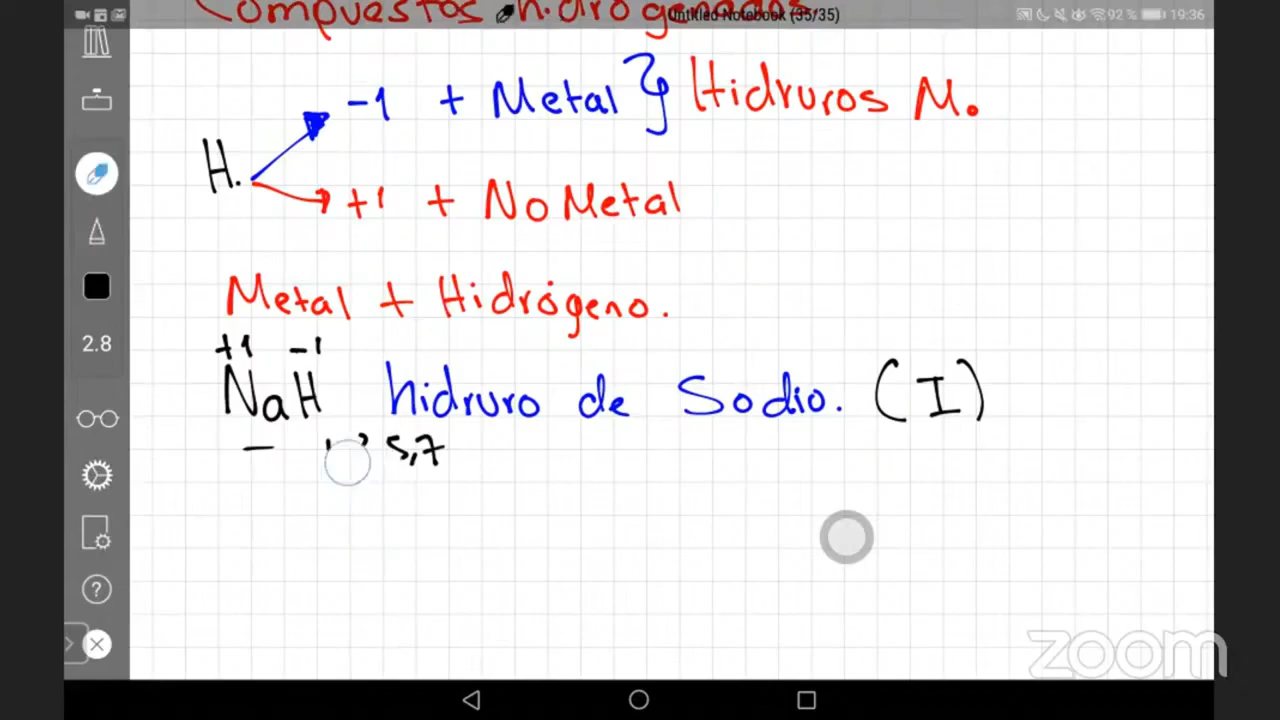 Compuestos hidrogenados.
Untitled Notebook (35/35)
92 % 19:36
-1 + Metal } Hidruros M.
H.
+1 + No Metal
Metal + Hidrógeno.
2.8
+1 -1
NaH hidruro de Sodio. (I)
5,7
zoom